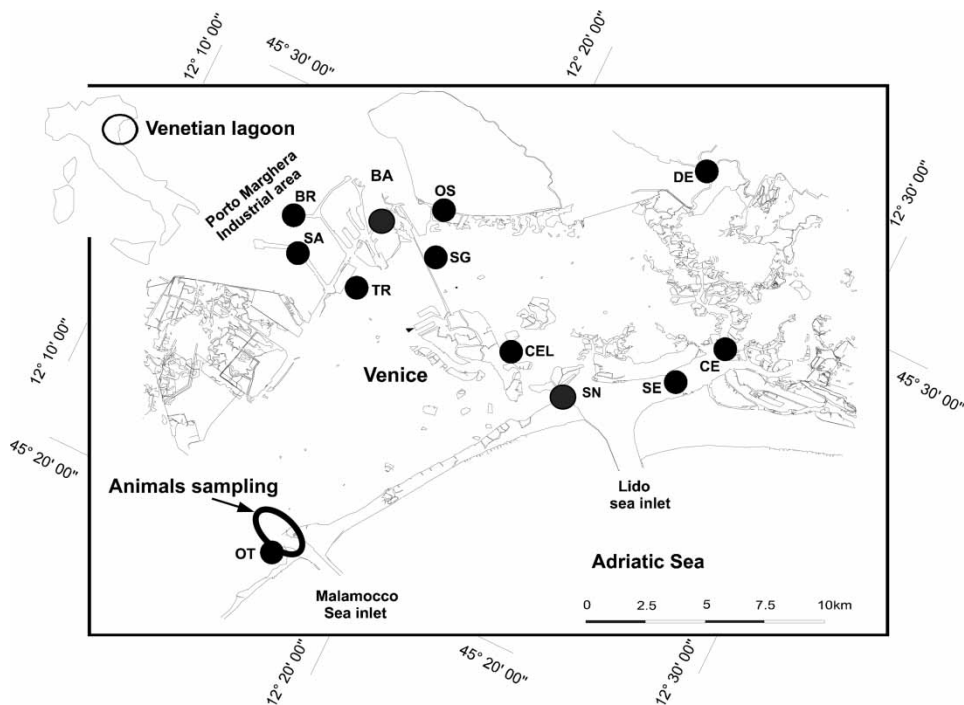 12° 10' 00"
45° 30' 00"
12° 20' 00"
Venetian lagoon
Porto Marghera
Industrial area
BA
BR
OS
DE
12° 30' 00"
SA
SG
TR
12° 10' 00"
CEL
CE
Venice
SE
SN
45° 30' 00"
45° 20' 00"
Animals sampling
Lido
sea inlet
OT
Adriatic Sea
Malamocco
Sea inlet
0 2.5 5 7.5 10km
12° 20' 00"
45° 20' 00"
12° 30' 00"